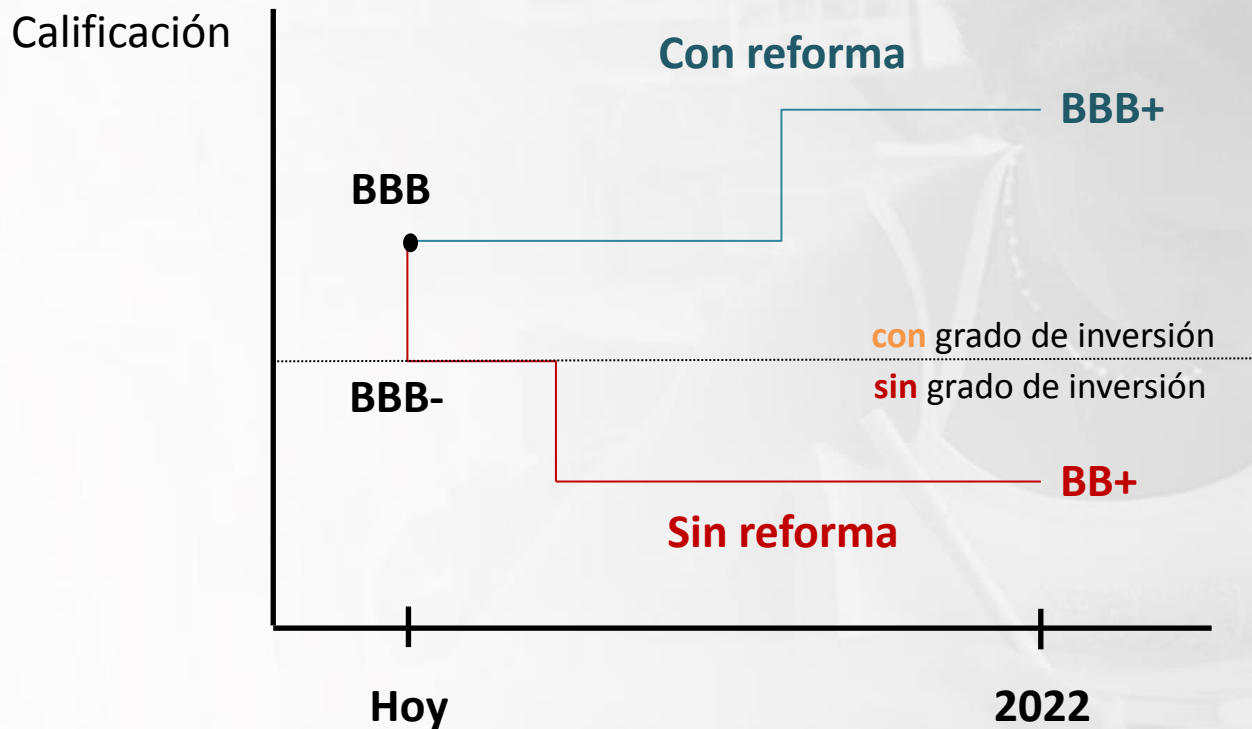 Calificación
Con reforma
BBB+
BBB
con grado de inversión
BBB-
sin grado de inversión
BB+
Sin reforma
Hoy
2022